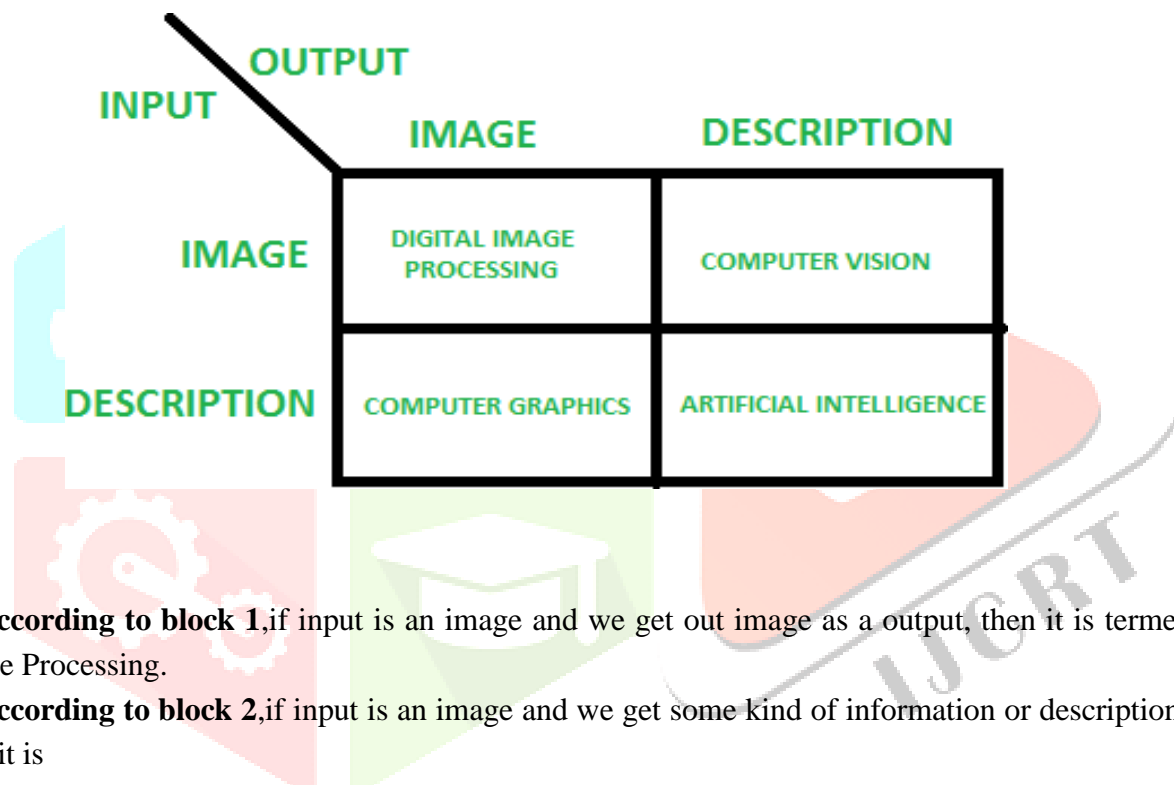 OUTPUT
INPUT
IMAGE DESCRIPTION
IMAGE
DIGITAL IMAGE
PROCESSING
COMPUTER VISION
DESCRIPTION
COMPUTER GRAPHICS
ARTIFICIAL INTELLIGENCE
IJCRT
ccording to block 1,if input is an image and we get out image as a output, then it is terme
e Processing.
ccording to block 2,if input is an image and we get some kind of information or description
it is